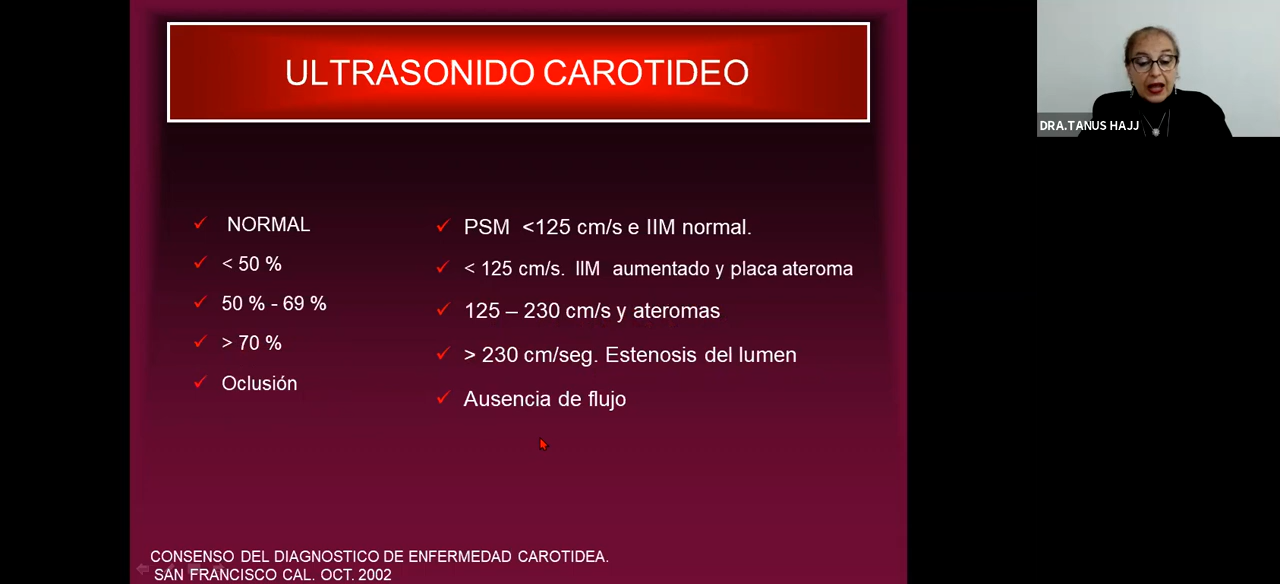 ULTRASONIDO CAROTIDEO
DRA.TANUS HAJJ
NORMAL
< 50 %
50 % - 69 %
> 70 %
Oclusión
PSM <125 cm/s e IIM normal.
< 125 cm/s. IIM aumentado y placa ateroma
125 – 230 cm/s y ateromas
> 230 cm/seg. Estenosis del lumen
Ausencia de flujo
CONSENSO DEL DIAGNOSTICO DE ENFERMEDAD CAROTIDEA.
SAN FRANCISCO CAL. OCT. 2002